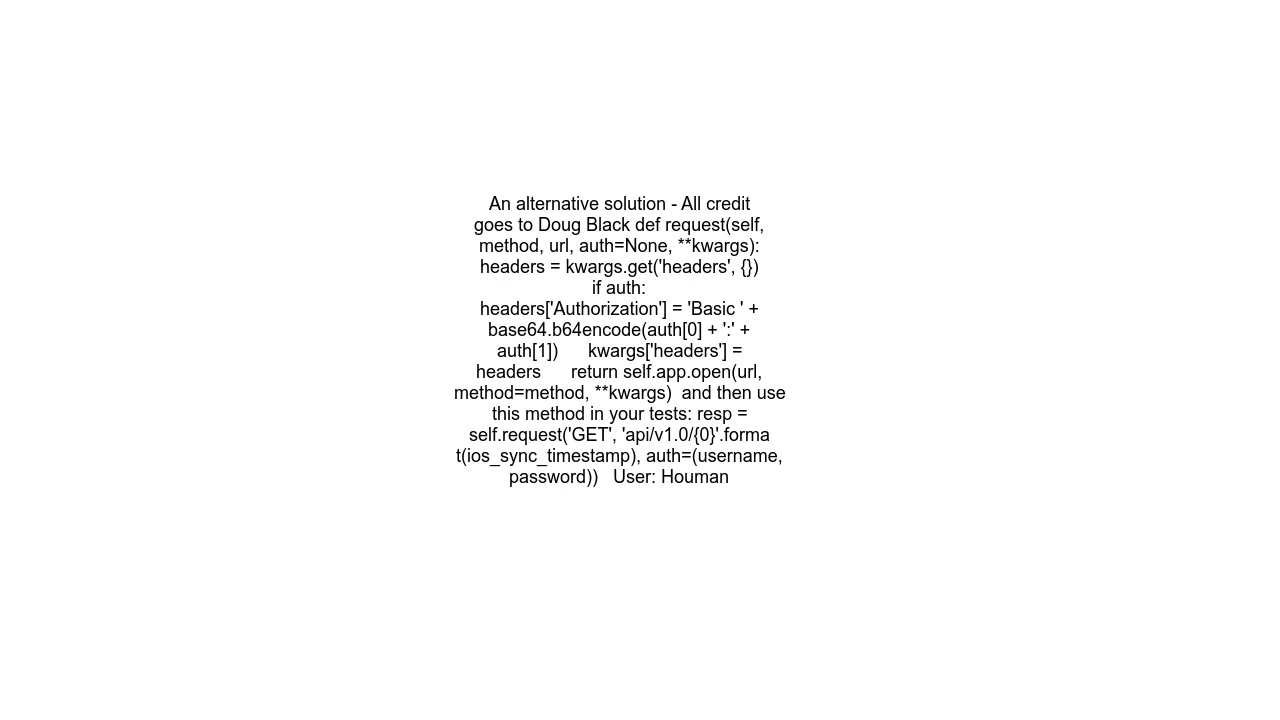 An alternative solution - All credit
goes to Doug Black def request(self,
method, url, auth=None, **kwargs):
headers = kwargs.get('headers', {})
if auth:
headers['Authorization'] = 'Basic ' +
base64.b64encode(auth[0] + ':' +
auth[1])      kwargs['headers'] =
headers      return self.app.open(url,
method=method, **kwargs)  and then use
this method in your tests: resp =
self.request('GET', 'api/v1.0/{0}'.forma
t(ios_sync_timestamp), auth=(username,
password))   User: Houman